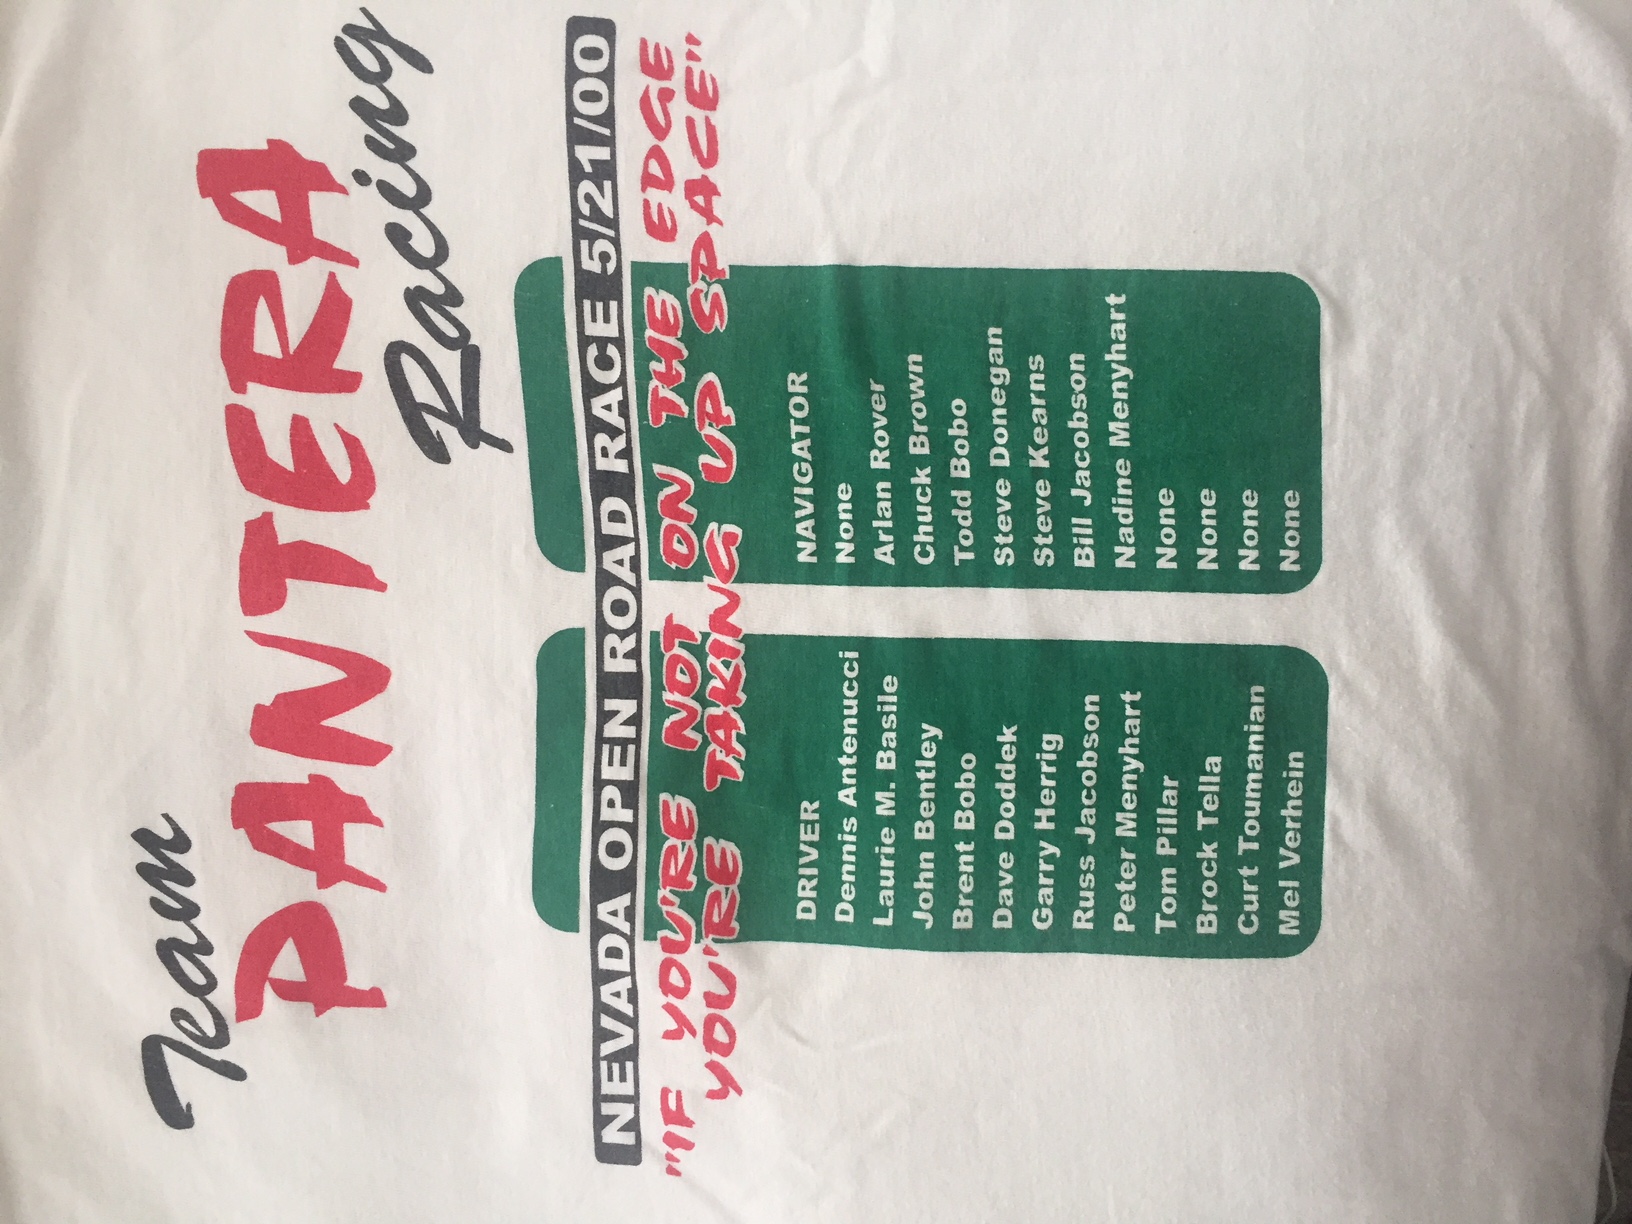 Team
PANTERA
Racing
NEVADA OPEN ROAD RACE 5/21/00
"IF YOU'RE NOT ON THE EDGE
YOU'RE TAKING UP SPACE"
DRIVER NAVIGATOR
Dennis Antenucci None
Laurie M. Basile Arlan Rover
John Bentley Chuck Brown
Brent Bobo Todd Bobo
Dave Doddek Steve Donegan
Garry Herrig Steve Kearns
Russ Jacobson Bill Jacobson
Peter Menyhart Nadine Menyhart
Tom Pillar None
Brock Tella None
Curt Toumanian None
Mel Verhein None